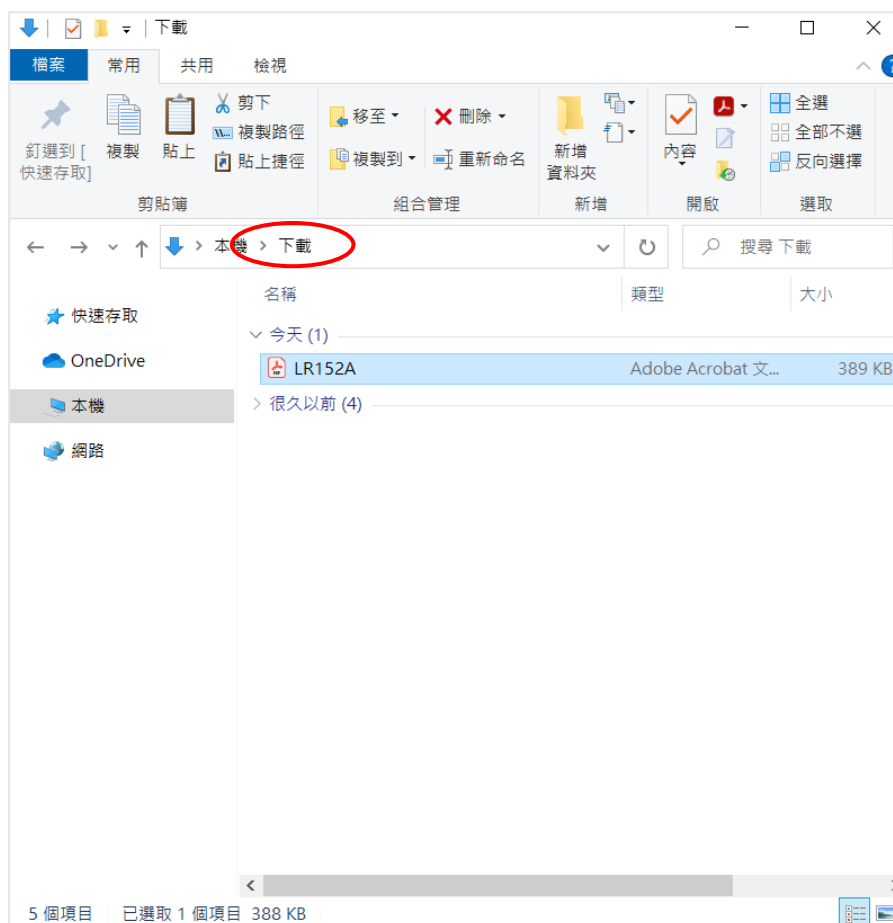 下載
檔案 常用 共用 檢視
釘選到 [
快速存取]
複製
貼上
剪下
複製路徑
貼上捷徑
移至
複製到
刪除
重新命名
新增
資料夾
內容
全選
全部不選
反向選擇
剪貼簿 組合管理 新增 開啟 選取
本機 > 下載
搜尋 下載
名稱 類型 大小
快速存取
OneDrive
本機
網路
今天 (1)
LR152A Adobe Acrobat 文... 389 KB
很久以前 (4)
5 個項目 已選取 1 個項目 388 KB